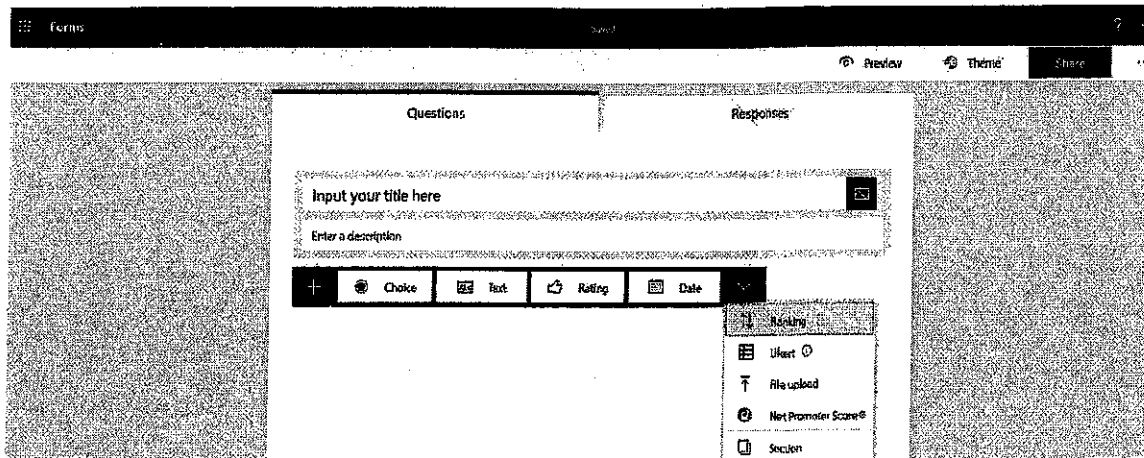 Forms Saved ?
Preview Theme Share
Questions Responses
Input your title here
Enter a description
Choice Text Rating Date
Ranking
Likert
File upload
Net Promoter Score®
Section